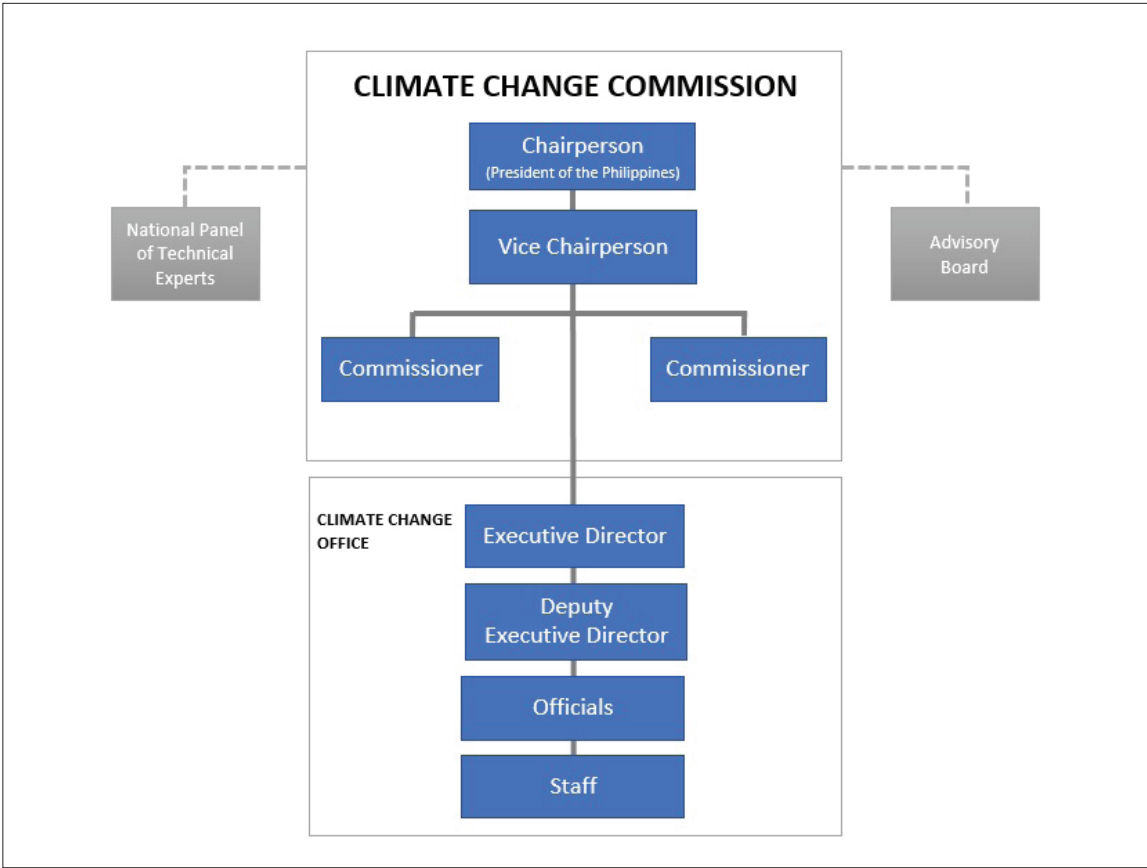 CLIMATE CHANGE COMMISSION
Chairperson
(President of the Philippines)
National Panel
of Technical
Experts
Vice Chairperson
Advisory
Board
Commissioner
Commissioner
CLIMATE CHANGE
OFFICE
Executive Director
Deputy
Executive Director
Officials
Staff